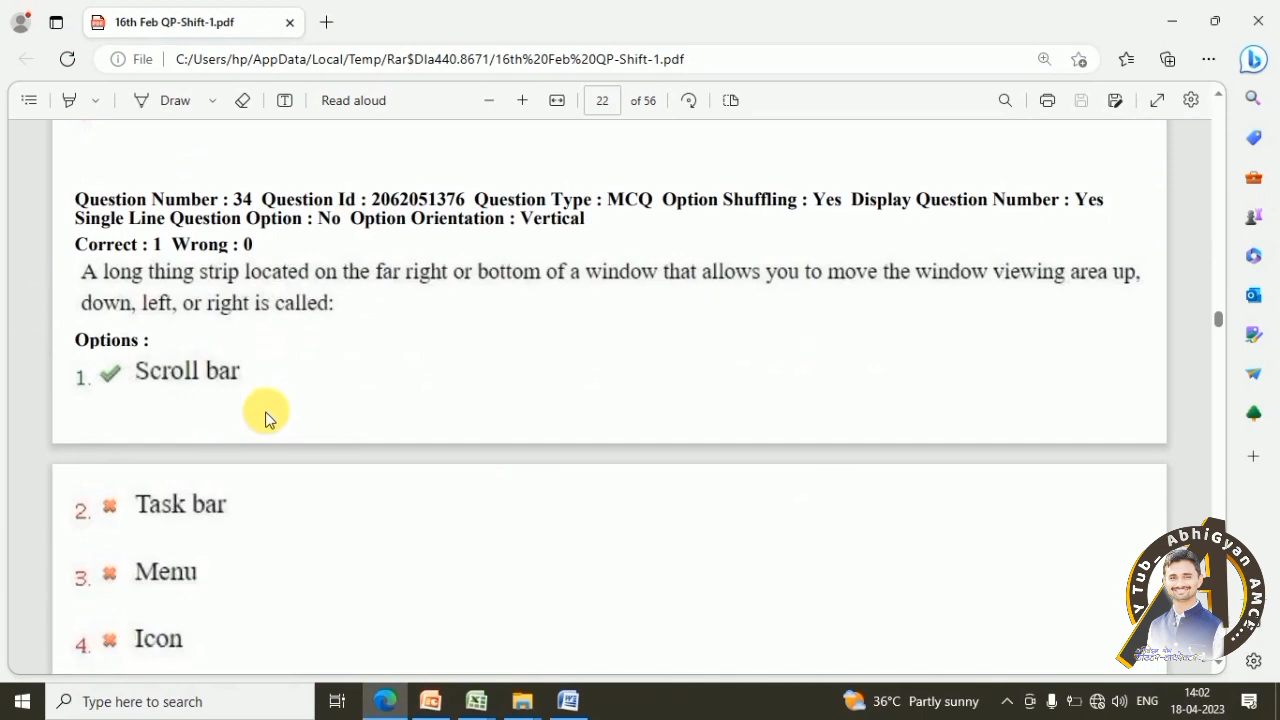 16th Feb QP-Shift-1.pdf
File C:/Users/hp/AppData/Local/Temp/Rar$DIa440.8671/16th%20Feb%20QP-Shift-1.pdf
Draw Read aloud 22 of 56
Question Number : 34 Question Id : 2062051376 Question Type : MCQ Option Shuffling : Yes Display Question Number : Yes
Single Line Question Option : No Option Orientation : Vertical
Correct : 1 Wrong : 0
A long thing strip located on the far right or bottom of a window that allows you to move the window viewing area up,
down, left, or right is called:
Options :
1. Scroll bar
2. Task bar
3. Menu
4. Icon
Y Tub_ AbhiGyan AMCE...
Type here to search
36°C Partly sunny
ENG
14:02
18-04-2023